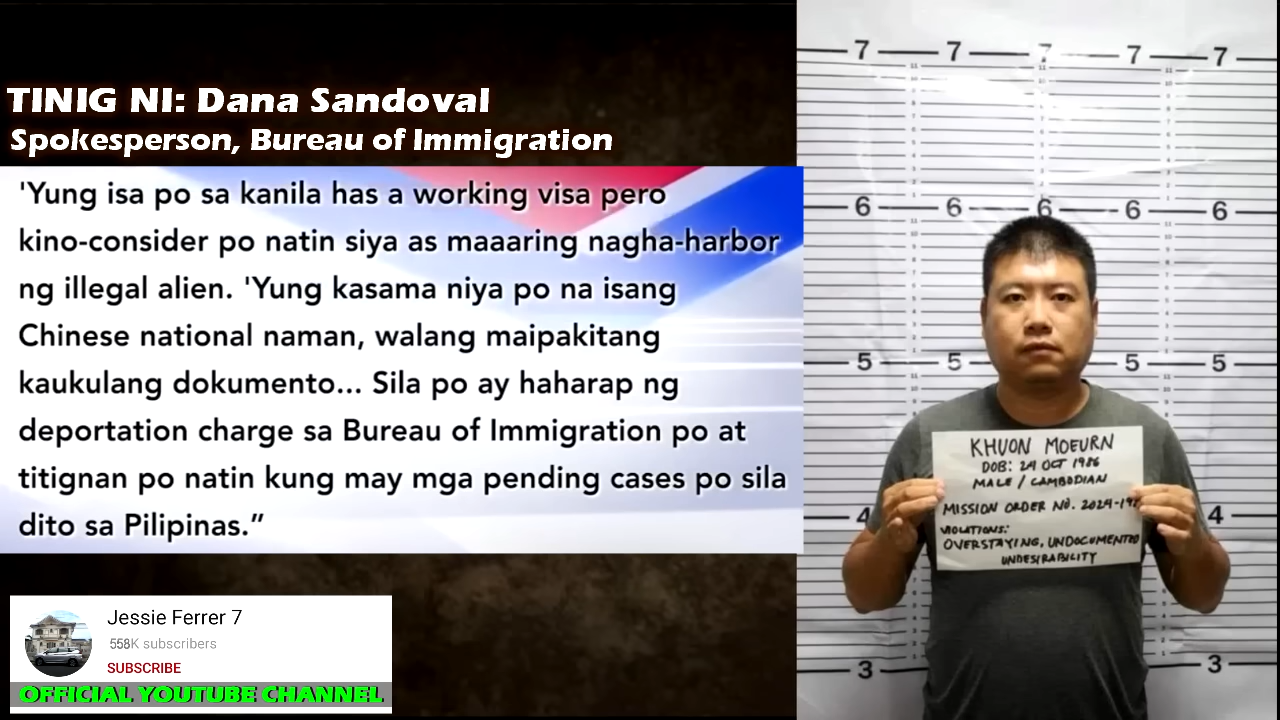 TINIG NI: Dana Sandoval
Spokesperson, Bureau of Immigration
'Yung isa po sa kanila has a working visa pero
kino-consider po natin siya as maaaring nagha-harbor
ng illegal alien. 'Yung kasama niya po na isang
Chinese national naman, walang maipakitang
kaukulang dokumento... Sila po ay haharap ng
deportation charge sa Bureau of Immigration po at
titignan po natin kung may mga pending cases po sila
dito sa Pilipinas.”
Jessie Ferrer 7
558K subscribers
SUBSCRIBE
OFFICIAL YOUTUBE CHANNEL
7 7 7 7 7
6 6 6 6 6
5 5 5 5
4 4
3 3
KHUON MOEURN
DOB: 24 OCT 1986
MALE / CAMBODIAN
MISSION ORDER NO. 2024-19
VIOLATIONS:
OVERSTAYING, UNDOCUMENTED
UNDESIRABILITY